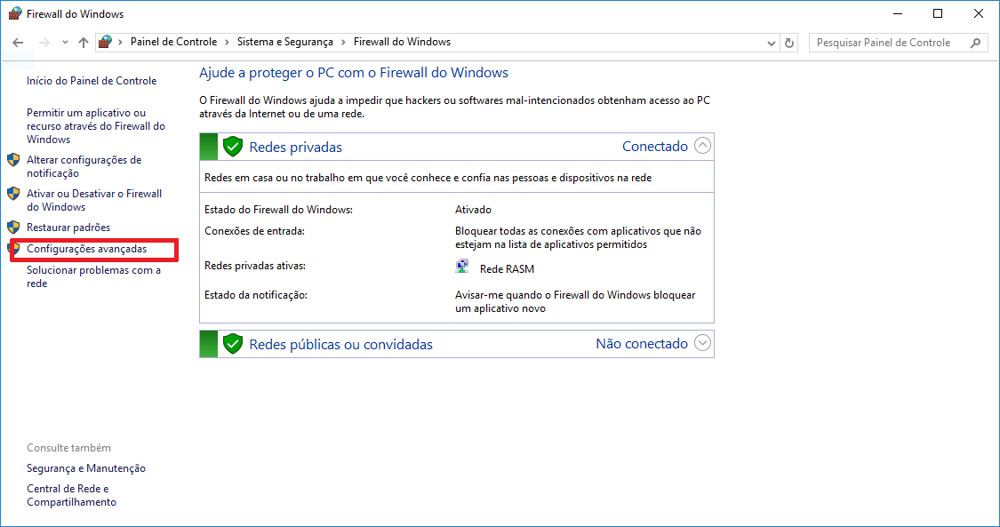 Firewall do Windows
Painel de Controle > Sistema e Segurança > Firewall do Windows
Pesquisar Painel de Controle
Início do Painel de Controle
Permitir um aplicativo ou
recurso através do Firewall do
Windows
Alterar configurações de
notificação
Ativar ou Desativar o Firewall
do Windows
Restaurar padrões
Configurações avançadas
Solucionar problemas com a
rede
Ajude a proteger o PC com o Firewall do Windows
O Firewall do Windows ajuda a impedir que hackers ou softwares mal-intencionados obtenham acesso ao PC
através da Internet ou de uma rede.
Redes privadas Conectado
Redes em casa ou no trabalho em que você conhece e confia nas pessoas e dispositivos na rede
Estado do Firewall do Windows: Ativado
Conexões de entrada: Bloquear todas as conexões com aplicativos que não
estejam na lista de aplicativos permitidos
Redes privadas ativas: Rede RASM
Estado da notificação: Avisar-me quando o Firewall do Windows bloquear
um aplicativo novo
Redes públicas ou convidadas Não conectado
Consulte também
Segurança e Manutenção
Central de Rede e
Compartilhamento